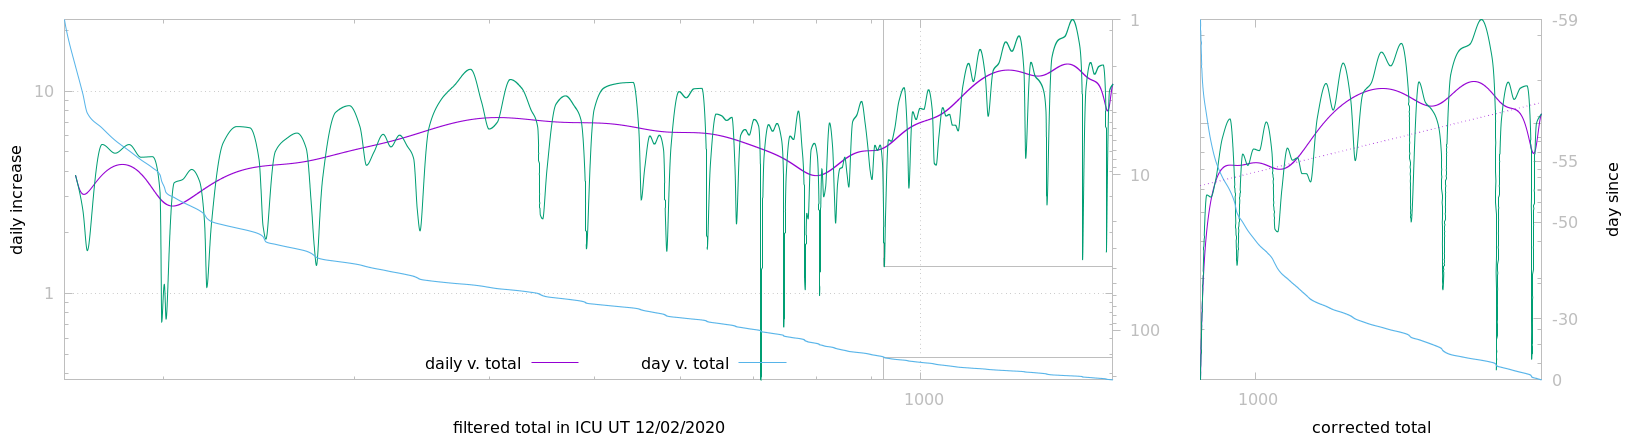 daily increase
10
1
daily v. total
day v. total
1
10
100
1000
filtered total in ICU UT 12/02/2020
-59
-55
-50
-30
0
day since
1000
corrected total